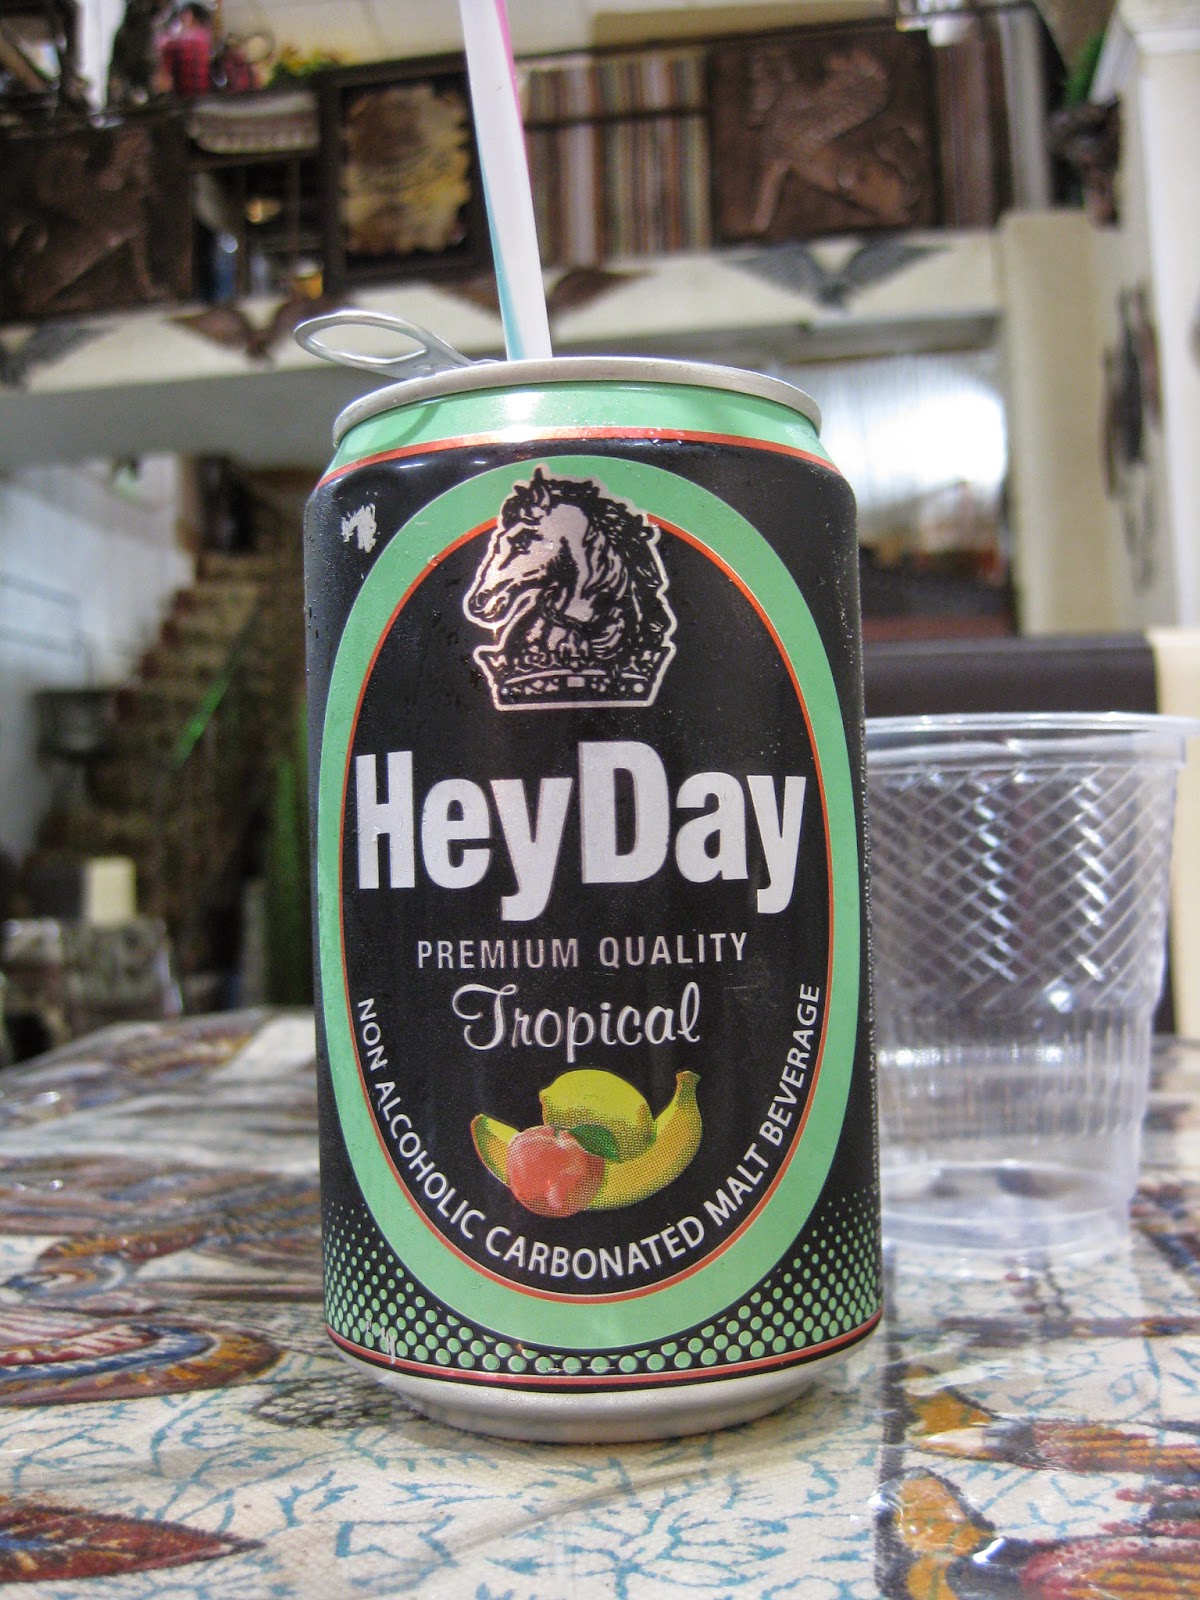 HeyDay
PREMIUM QUALITY
Tropical
NON ALCOHOLIC CARBONATED MALT BEVERAGE